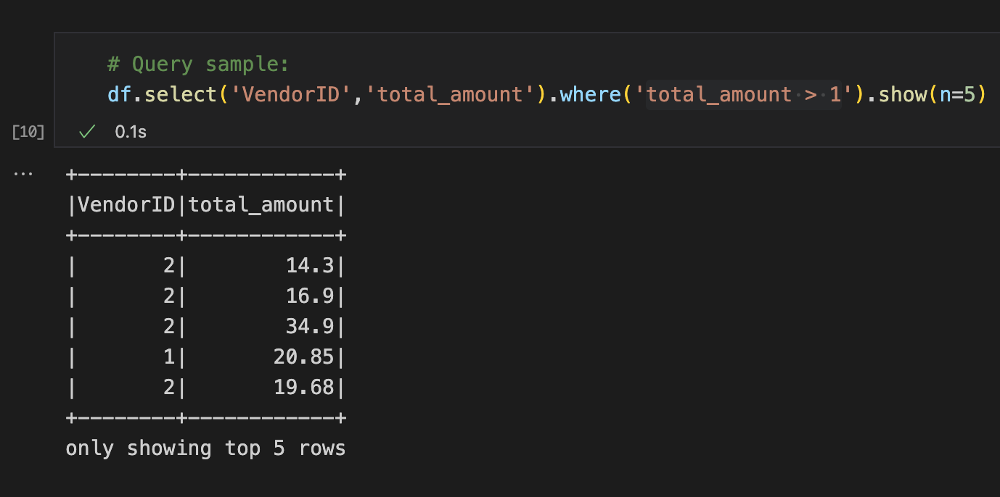 # Query sample:
df.select('VendorID','total_amount').where('total_amount > 1').show(n=5)
[10] ✓ 0.1s
...
+--------+------------+
|VendorID|total_amount|
+--------+------------+
|       2|        14.3|
|       2|        16.9|
|       2|        34.9|
|       1|       20.85|
|       2|       19.68|
+--------+------------+
only showing top 5 rows